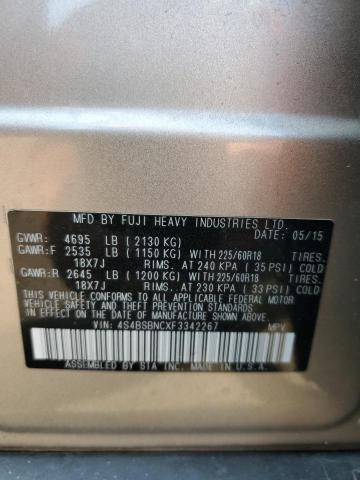 MFD BY FUJI HEAVY INDUSTRIES LTD. DATE: 05/15
GVWR: 4695 LB (2130 KG) TIRES.
GAWR:F 2535 LB (1150 KG) WITH 225/60R18
18X7J RIMS. AT 240 KPA (35 PSI) COLD
GAWR:R 2645 LB (1200 KG) WITH 225/60R18 TIRES.
18X7J RIMS. AT 230 KPA (33 PSI) COLD
THIS VEHICLE CONFORMS TO ALL APPLICABLE FEDERAL MOTOR VEHICLE SAFETY BUMPER AND THEFT PREVENTION STANDARDS IN EFFECT ON THE DATE OF MANUFACTURE SHOWN ABOVE.
VIN: 4S4BSBNCXF3342267 MPV
ASSEMBLED BY SIA INC. IN U.S.A.